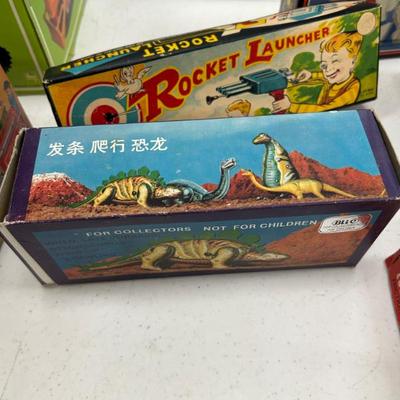 ROCKET LAUNCHER
ROCKET LAUNCHER
发条 爬行 恐龙
FOR COLLECTORS NOT FOR CHILDREN